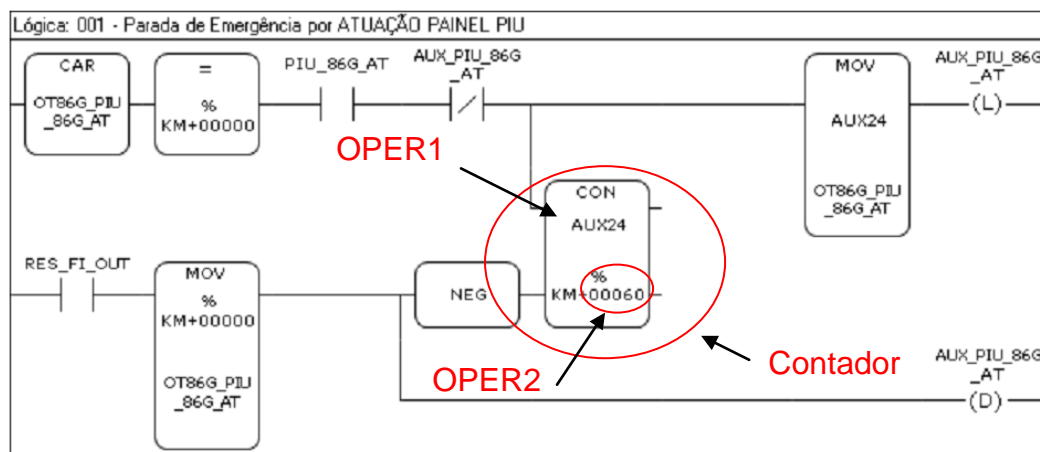 Lógica: 001 - Parada de Emergência por ATUAÇÃO PAINEL PIU
CAR
OT86G_PIU
_86G_AT
=
%
KM+00000
PIU_86G_AT
AUX_PIU_86G
_AT
MOV
AUX24
OT86G_PIU
_86G_AT
AUX_PIU_86G
_AT
(L)
OPER1
CON
AUX24
%
KM+00060
RES_FI_OUT
MOV
%
KM+00000
OT86G_PIU
_86G_AT
NEG
OPER2
Contador
AUX_PIU_86G
_AT
(D)